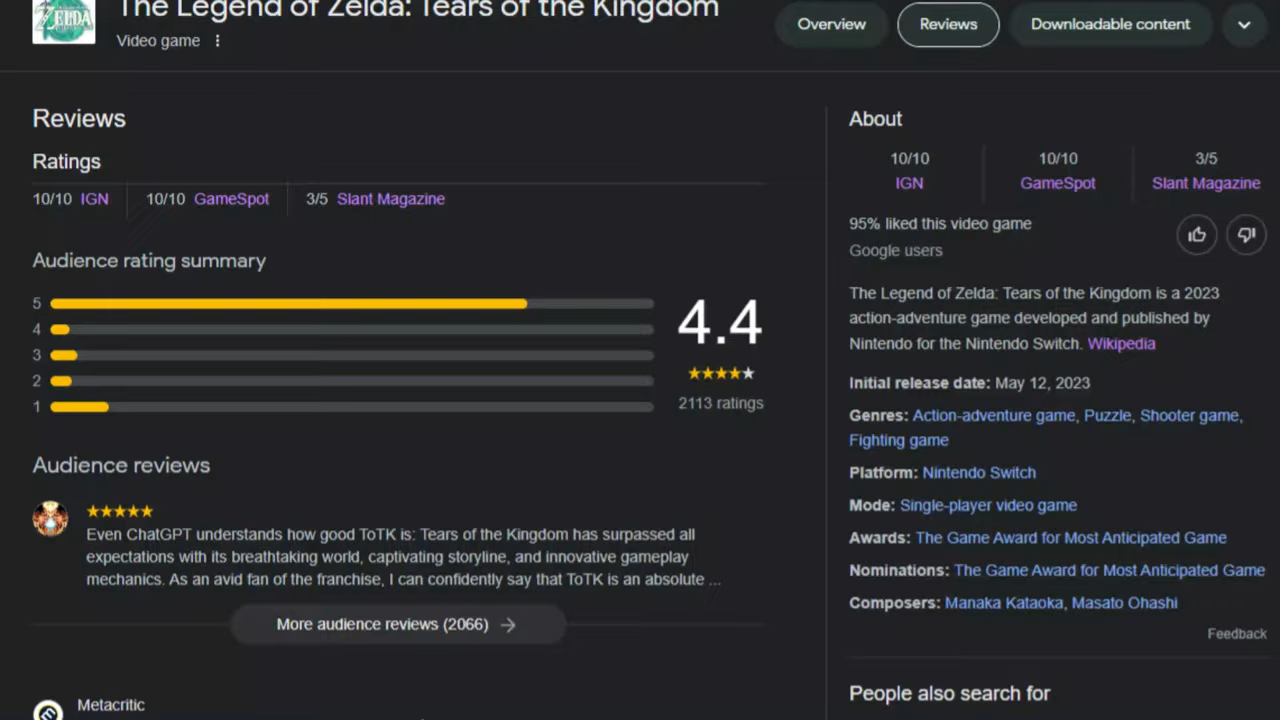 The Legend of Zelda: Tears of the Kingdom
Video game
Overview
Reviews
Downloadable content
ZELDA
Reviews
Ratings
10/10 IGN
10/10 GameSpot
3/5 Slant Magazine
Audience rating summary
5
4
3
2
1
4.4
2113 ratings
Audience reviews
Even ChatGPT understands how good ToTK is: Tears of the Kingdom has surpassed all
expectations with its breathtaking world, captivating storyline, and innovative gameplay
mechanics. As an avid fan of the franchise, I can confidently say that ToTK is an absolute ...
More audience reviews (2066)
Metacritic
About
10/10
IGN
10/10
GameSpot
3/5
Slant Magazine
95% liked this video game
Google users
The Legend of Zelda: Tears of the Kingdom is a 2023
action-adventure game developed and published by
Nintendo for the Nintendo Switch. Wikipedia
Initial release date: May 12, 2023
Genres: Action-adventure game, Puzzle, Shooter game,
Fighting game
Platform: Nintendo Switch
Mode: Single-player video game
Awards: The Game Award for Most Anticipated Game
Nominations: The Game Award for Most Anticipated Game
Composers: Manaka Kataoka, Masato Ohashi
Feedback
People also search for